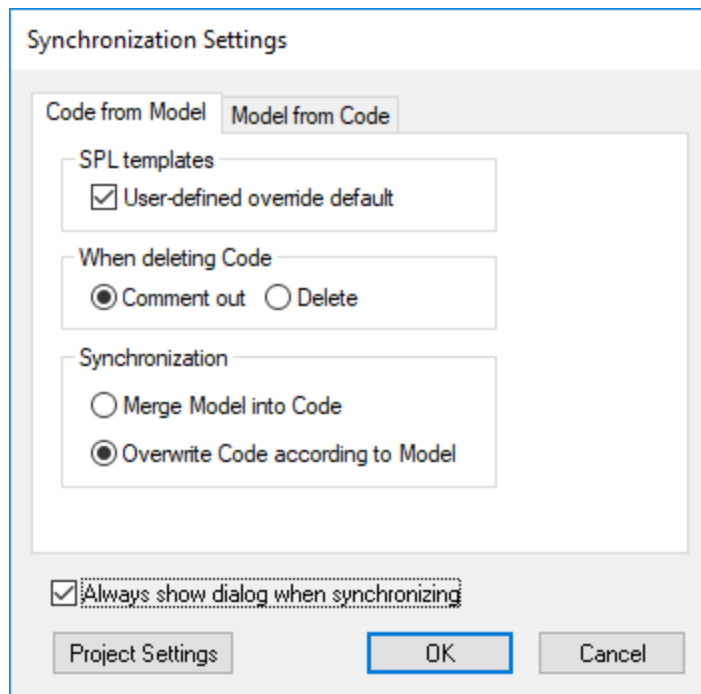 Synchronization Settings
Code from Model Model from Code
SPL templates
User-defined override default
When deleting Code
Comment out Delete
Synchronization
Merge Model into Code
Overwrite Code according to Model
Always show dialog when synchronizing
Project Settings OK Cancel